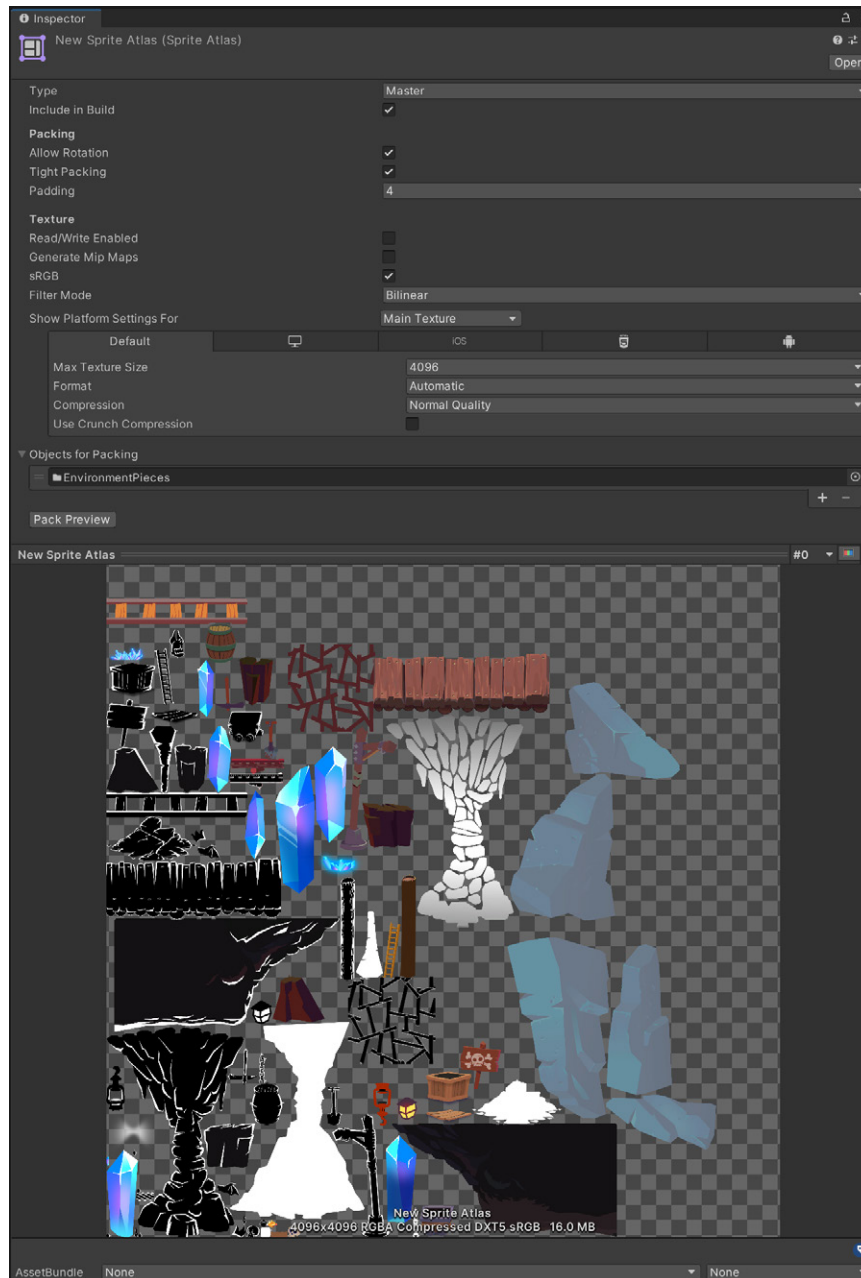 Inspector
New Sprite Atlas (Sprite Atlas)
Open
Type Master
Include in Build
Packing
Allow Rotation
Tight Packing
Padding 4
Texture
Read/Write Enabled
Generate Mip Maps
sRGB
Filter Mode Bilinear
Show Platform Settings For Main Texture
Default iOS
Max Texture Size 4096
Format Automatic
Compression Normal Quality
Use Crunch Compression
Objects for Packing
EnvironmentPieces
Pack Preview
New Sprite Atlas #0
New Sprite Atlas
4096x4096 RGBA Compressed DXT5 sRGB 16.0 MB
AssetBundle None None